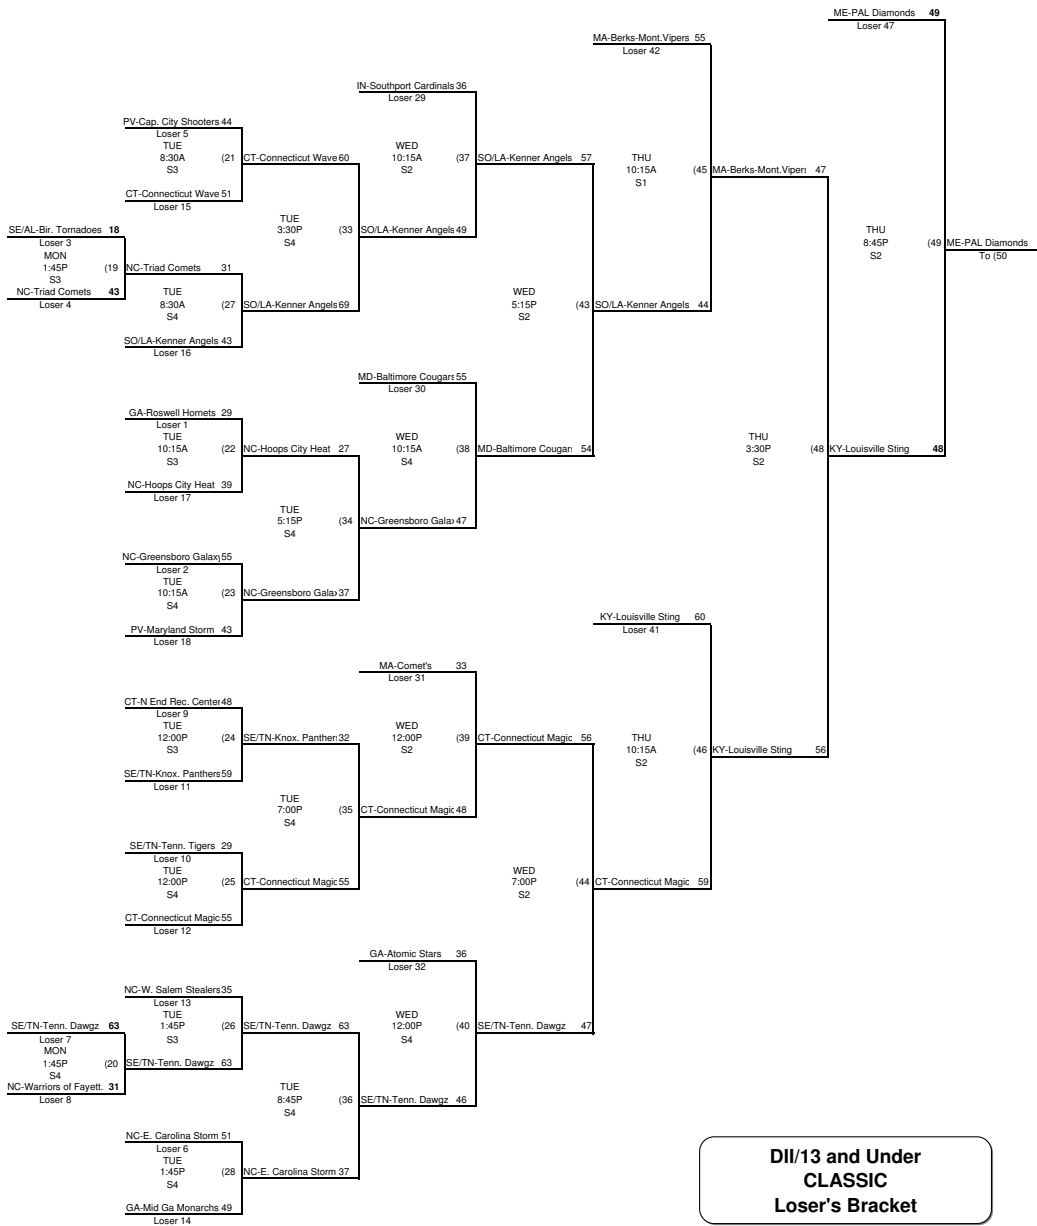 ME-PAL Diamonds 49
Loser 47
MA-Berks-Mont.Vipers 55
Loser 42
IN-Southport Cardinals 36
Loser 29
PV-Cap. City Shooters 44
Loser 5
TUE
8:30A (21 CT-Connecticut Wave 60
S3
WED
10:15A (37 SO/LA-Kenner Angels 57
S2
THU
10:15A (45 MA-Berks-Mont.Vipers 47
S1
CT-Connecticut Wave 51
Loser 15
TUE
3:30P (33 SO/LA-Kenner Angels 49
S4
SE/AL-Bir. Tornadoes 18
Loser 3
MON
1:45P (19 NC-Triad Comets 31
S3
NC-Triad Comets 43
Loser 4
THU
8:45P (49 ME-PAL Diamonds
S2
To (50
TUE
8:30A (27 SO/LA-Kenner Angels 69
S4
WED
5:15P (43 SO/LA-Kenner Angels 44
S2
SO/LA-Kenner Angels 43
Loser 16
MD-Baltimore Cougars 55
Loser 30
GA-Roswell Hornets 29
Loser 1
TUE
10:15A (22 NC-Hoops City Heat 27
S3
WED
10:15A (38 MD-Baltimore Cougars 54
S4
THU
3:30P (48 KY-Louisville Sting 48
S2
NC-Hoops City Heat 39
Loser 17
TUE
5:15P (34 NC-Greensboro Galaxy 47
S4
NC-Greensboro Galaxy 55
Loser 2
TUE
10:15A (23 NC-Greensboro Galaxy 37
S4
PV-Maryland Storm 43
Loser 18
KY-Louisville Sting 60
Loser 41
MA-Comet's 33
Loser 31
CT-N End Rec. Center 48
Loser 9
TUE
12:00P (24 SE/TN-Knox. Panthers 32
S3
WED
12:00P (39 CT-Connecticut Magic 56
S2
THU
10:15A (46 KY-Louisville Sting 56
S2
SE/TN-Knox. Panthers 59
Loser 11
TUE
7:00P (35 CT-Connecticut Magic 48
S4
SE/TN-Tenn. Tigers 29
Loser 10
TUE
12:00P (25 CT-Connecticut Magic 55
S4
WED
7:00P (44 CT-Connecticut Magic 59
S2
CT-Connecticut Magic 55
Loser 12
GA-Atomic Stars 36
Loser 32
NC-W. Salem Stealers 35
Loser 13
TUE
1:45P (26 SE/TN-Tenn. Dawgz 63
S3
WED
12:00P (40 SE/TN-Tenn. Dawgz 47
S4
SE/TN-Tenn. Dawgz 63
Loser 7
MON
1:45P (20 SE/TN-Tenn. Dawgz 63
S4
NC-Warriors of Fayett. 31
Loser 8
TUE
8:45P (36 SE/TN-Tenn. Dawgz 46
S4
NC-E. Carolina Storm 51
Loser 6
TUE
1:45P (28 NC-E. Carolina Storm 37
S4
GA-Mid Ga Monarchs 49
Loser 14
DII/13 and Under
CLASSIC
Loser's Bracket